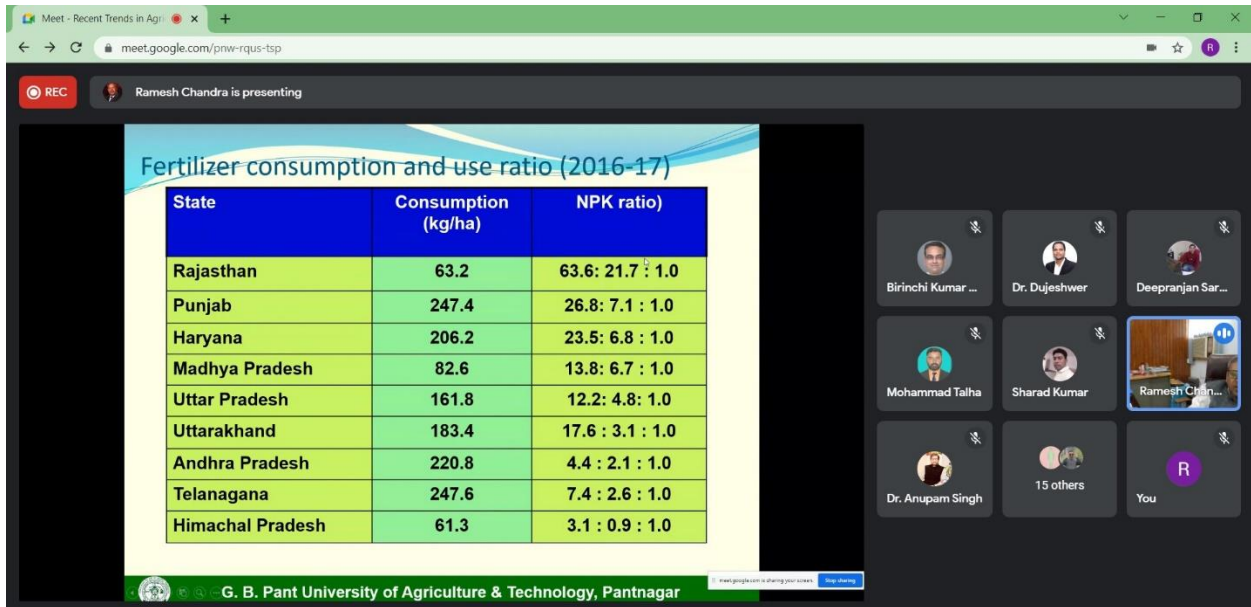 Meet - Recent Trends in Agri
meet.google.com/pnw-rqus-tsp
R
REC
Ramesh Chandra is presenting
Fertilizer consumption and use ratio (2016-17)
State Consumption (kg/ha) NPK ratio)
Rajasthan 63.2 63.6: 21.7 : 1.0
Punjab 247.4 26.8: 7.1 : 1.0
Haryana 206.2 23.5: 6.8 : 1.0
Madhya Pradesh 82.6 13.8: 6.7 : 1.0
Uttar Pradesh 161.8 12.2: 4.8: 1.0
Uttarakhand 183.4 17.6 : 3.1 : 1.0
Andhra Pradesh 220.8 4.4 : 2.1 : 1.0
Telanagana 247.6 7.4 : 2.6 : 1.0
Himachal Pradesh 61.3 3.1 : 0.9 : 1.0
G. B. Pant University of Agriculture & Technology, Pantnagar
meet.google.com is sharing your screen. Stop sharing
Birinchi Kumar ... Dr. Dujeshwer Deepranjan Sar...
Mohammad Talha Sharad Kumar Ramesh Chan...
R
Dr. Anupam Singh 15 others You